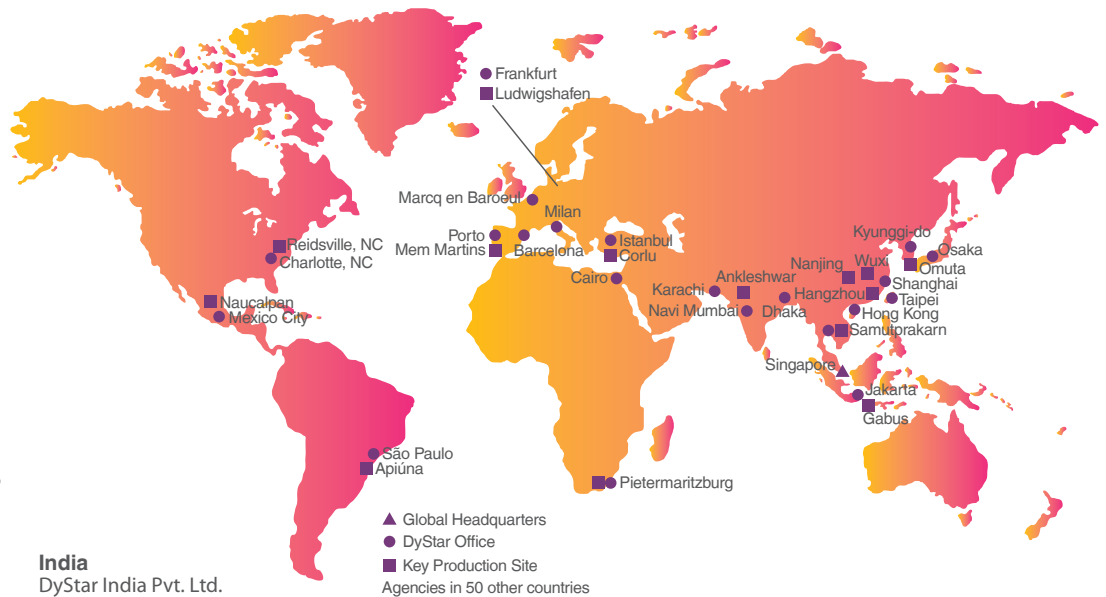 Frankfurt
Ludwigshafen
Marcq en Baroeul
Milan
Porto
Mem Martins
Barcelona
Istanbul
Corlu
Cairo
Reidsville, NC
Charlotte, NC
Naucalpan
Mexico City
Kyunggi-do
Osaka
Omuta
Nanjing
Wuxi
Shanghai
Ankleshwar
Karachi
Hangzhou
Taipei
Navi Mumbai
Dhaka
Hong Kong
Samutprakarn
Singapore
Jakarta
Gabus
São Paulo
Apiúna
Pietermaritzburg
Global Headquarters
DyStar Office
Key Production Site
Agencies in 50 other countries
India
DyStar India Pvt. Ltd.